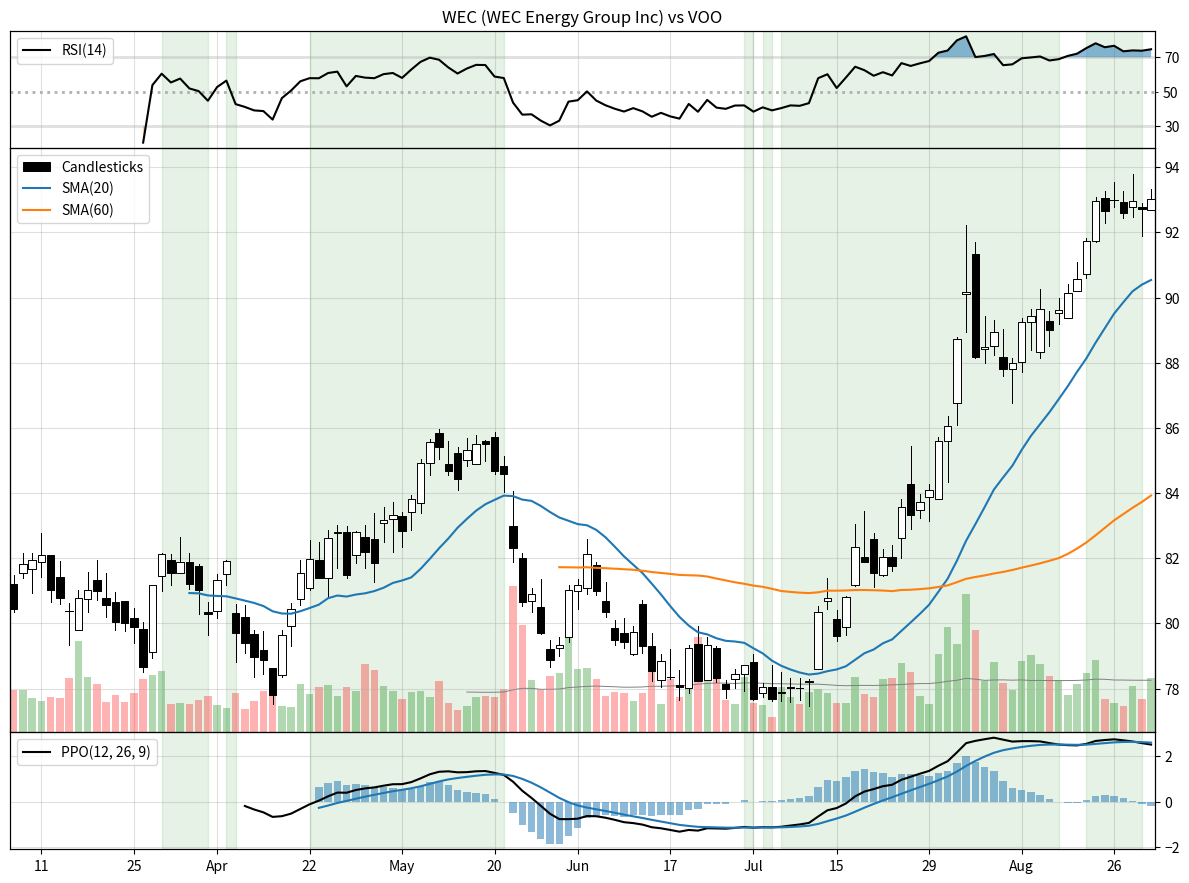 WEC (WEC Energy Group Inc) vs VOO
RSI(14)
70
50
30
Candlesticks
SMA(20)
SMA(60)
94
92
90
88
86
84
82
80
78
PPO(12, 26, 9)
2
0
−2
11 25 Apr 22 May 20 Jun 17 Jul 15 29 Aug 26